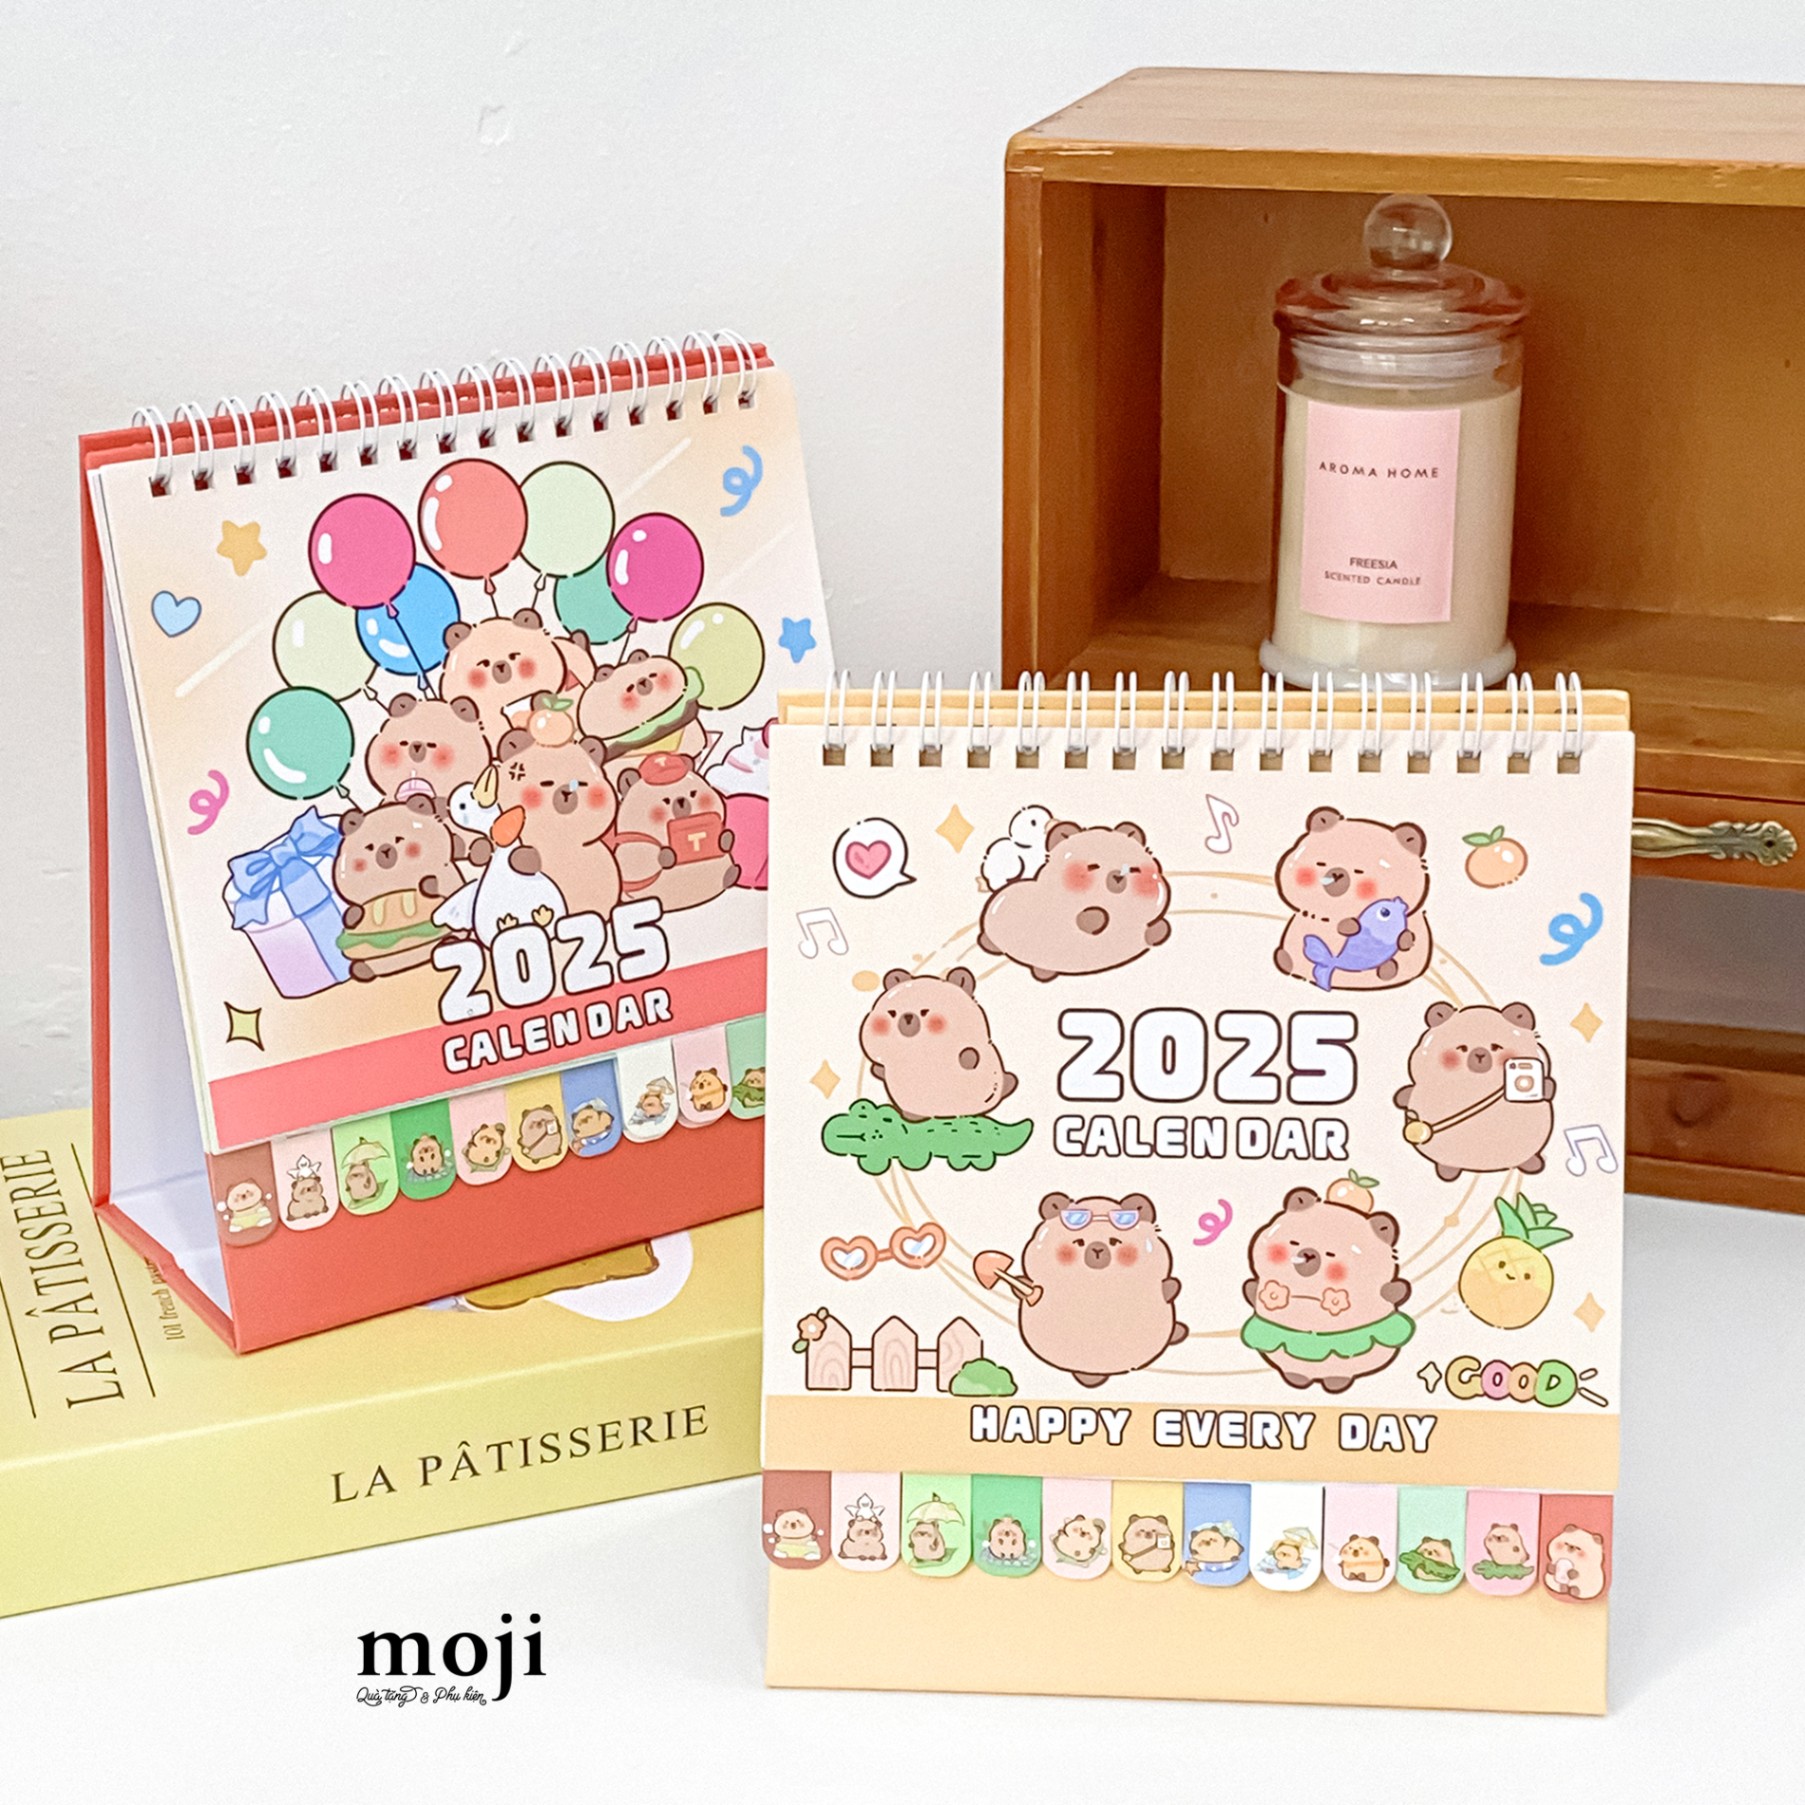 AROMA HOME
FREESIA
SCENTED CANDLE
T
T
2025
CALENDAR
2025
CALENDAR
GOOD
HAPPY EVERY DAY
LA PÂTISSERIE
LA PÂTISSERIE
moji
Quà tặng & Phụ kiện